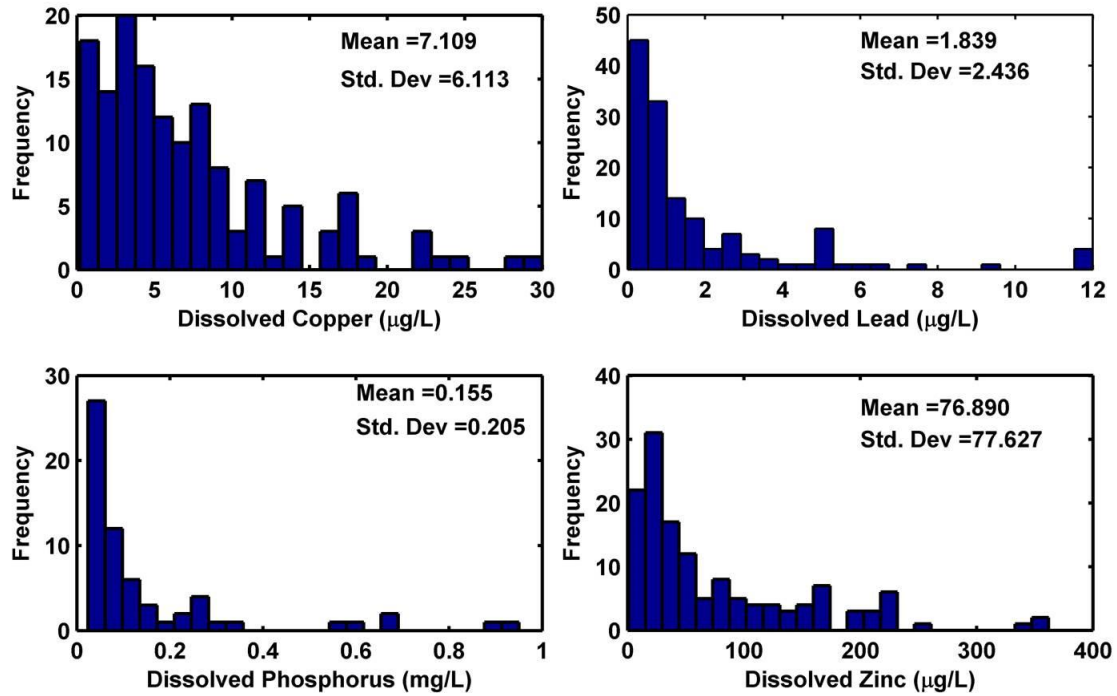 20
15
10
5
0
Frequency
Mean =7.109
Std. Dev =6.113
0 5 10 15 20 25 30
Dissolved Copper (μg/L)
50
40
30
20
10
0
Frequency
Mean =1.839
Std. Dev =2.436
0 2 4 6 8 10 12
Dissolved Lead (μg/L)
30
20
10
0
Frequency
Mean =0.155
Std. Dev =0.205
0 0.2 0.4 0.6 0.8 1
Dissolved Phosphorus (mg/L)
40
30
20
10
0
Frequency
Mean =76.890
Std. Dev =77.627
0 100 200 300 400
Dissolved Zinc (μg/L)